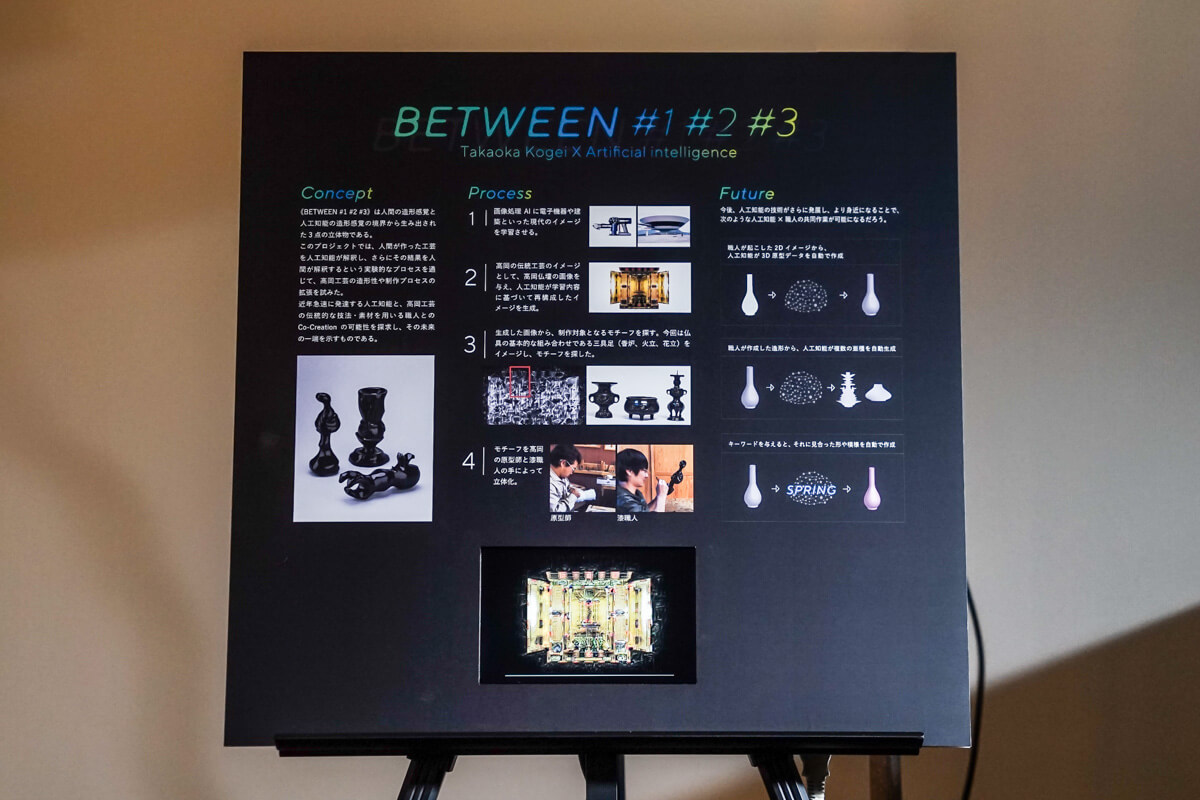 BETWEEN #1 #2 #3
Takaoka Kogei X Artificial intelligence
Concept
《BETWEEN #1 #2 #3》は人間の造形感覚と
人工知能の造形感覚の境界から生み出され
た3点の立体物である。
このプロジェクトでは、人間が作った工芸
を人工知能が解釈し、さらにその結果を人
間が解釈するという実験的なプロセスを通
じて、高岡工芸の造形性や制作プロセスの
拡張を試みた。
近年急速に発達する人工知能と、高岡工芸
の伝統的な技法・素材を用いる職人との
Co-Creation の可能性を探求し、その未来
の一端を示すものである。
Process
1
画像処理 AI に電子機器や建
築といった現代のイメージ
を学習させる。
2
高岡の伝統工芸のイメージ
として、高岡仏壇の画像を
与え、人工知能が学習内容
に基づいて再構成したイ
メージを生成。
3
生成した画像から、制作対象となるモチーフを探す。今回は仏
具の基本的な組み合わせである三具足（香炉、火立、花立）を
イメージし、モチーフを探した。
4
モチーフを高岡
の原型師と漆職
人の手によって
立体化。
原型師
漆職人
Future
今後、人工知能の技術がさらに発展し、より身近になることで、
次のような人工知能 × 職人の共同作業が可能になるだろう。
職人が起こした 2D イメージから、
人工知能が 3D 原型データを自動で作成
職人が作成した造形から、人工知能が複数の亜種を自動生成
キーワードを与えると、それに見合った形や模様を自動で作成
SPRING